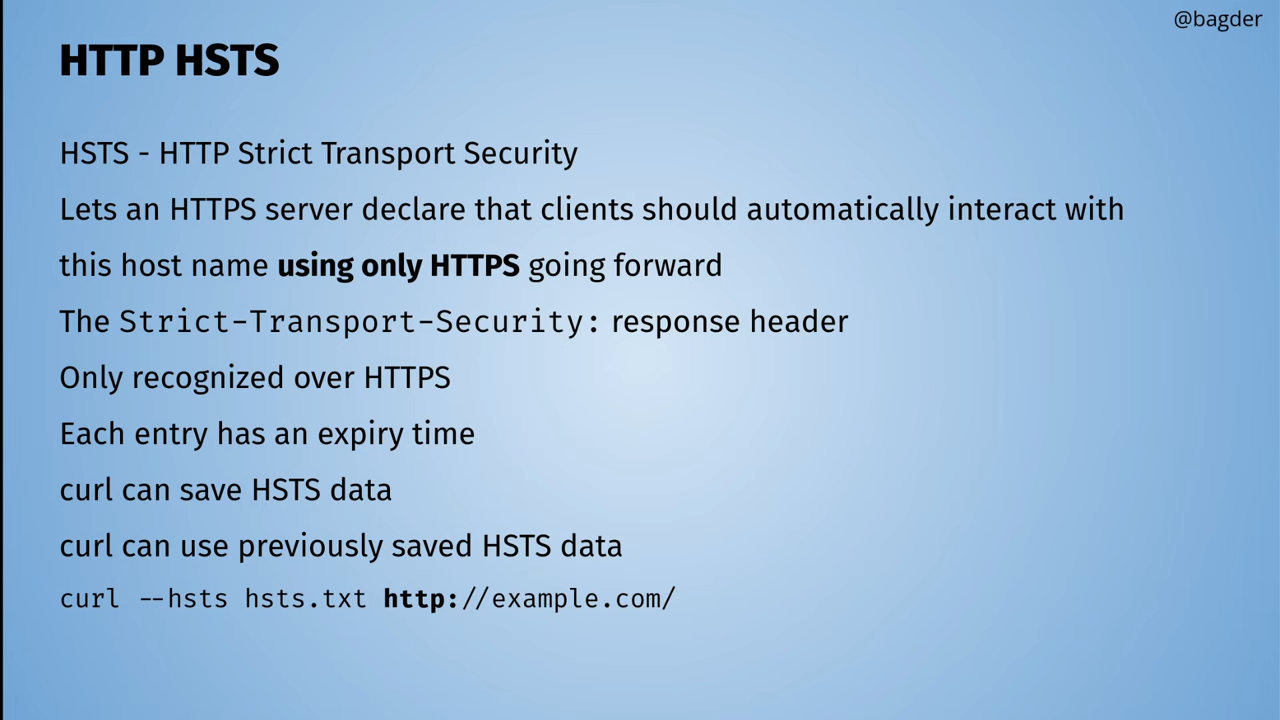 @bagder
HTTP HSTS
HSTS - HTTP Strict Transport Security
Lets an HTTPS server declare that clients should automatically interact with
this host name using only HTTPS going forward
The Strict-Transport-Security: response header
Only recognized over HTTPS
Each entry has an expiry time
curl can save HSTS data
curl can use previously saved HSTS data
curl --hsts hsts.txt http://example.com/